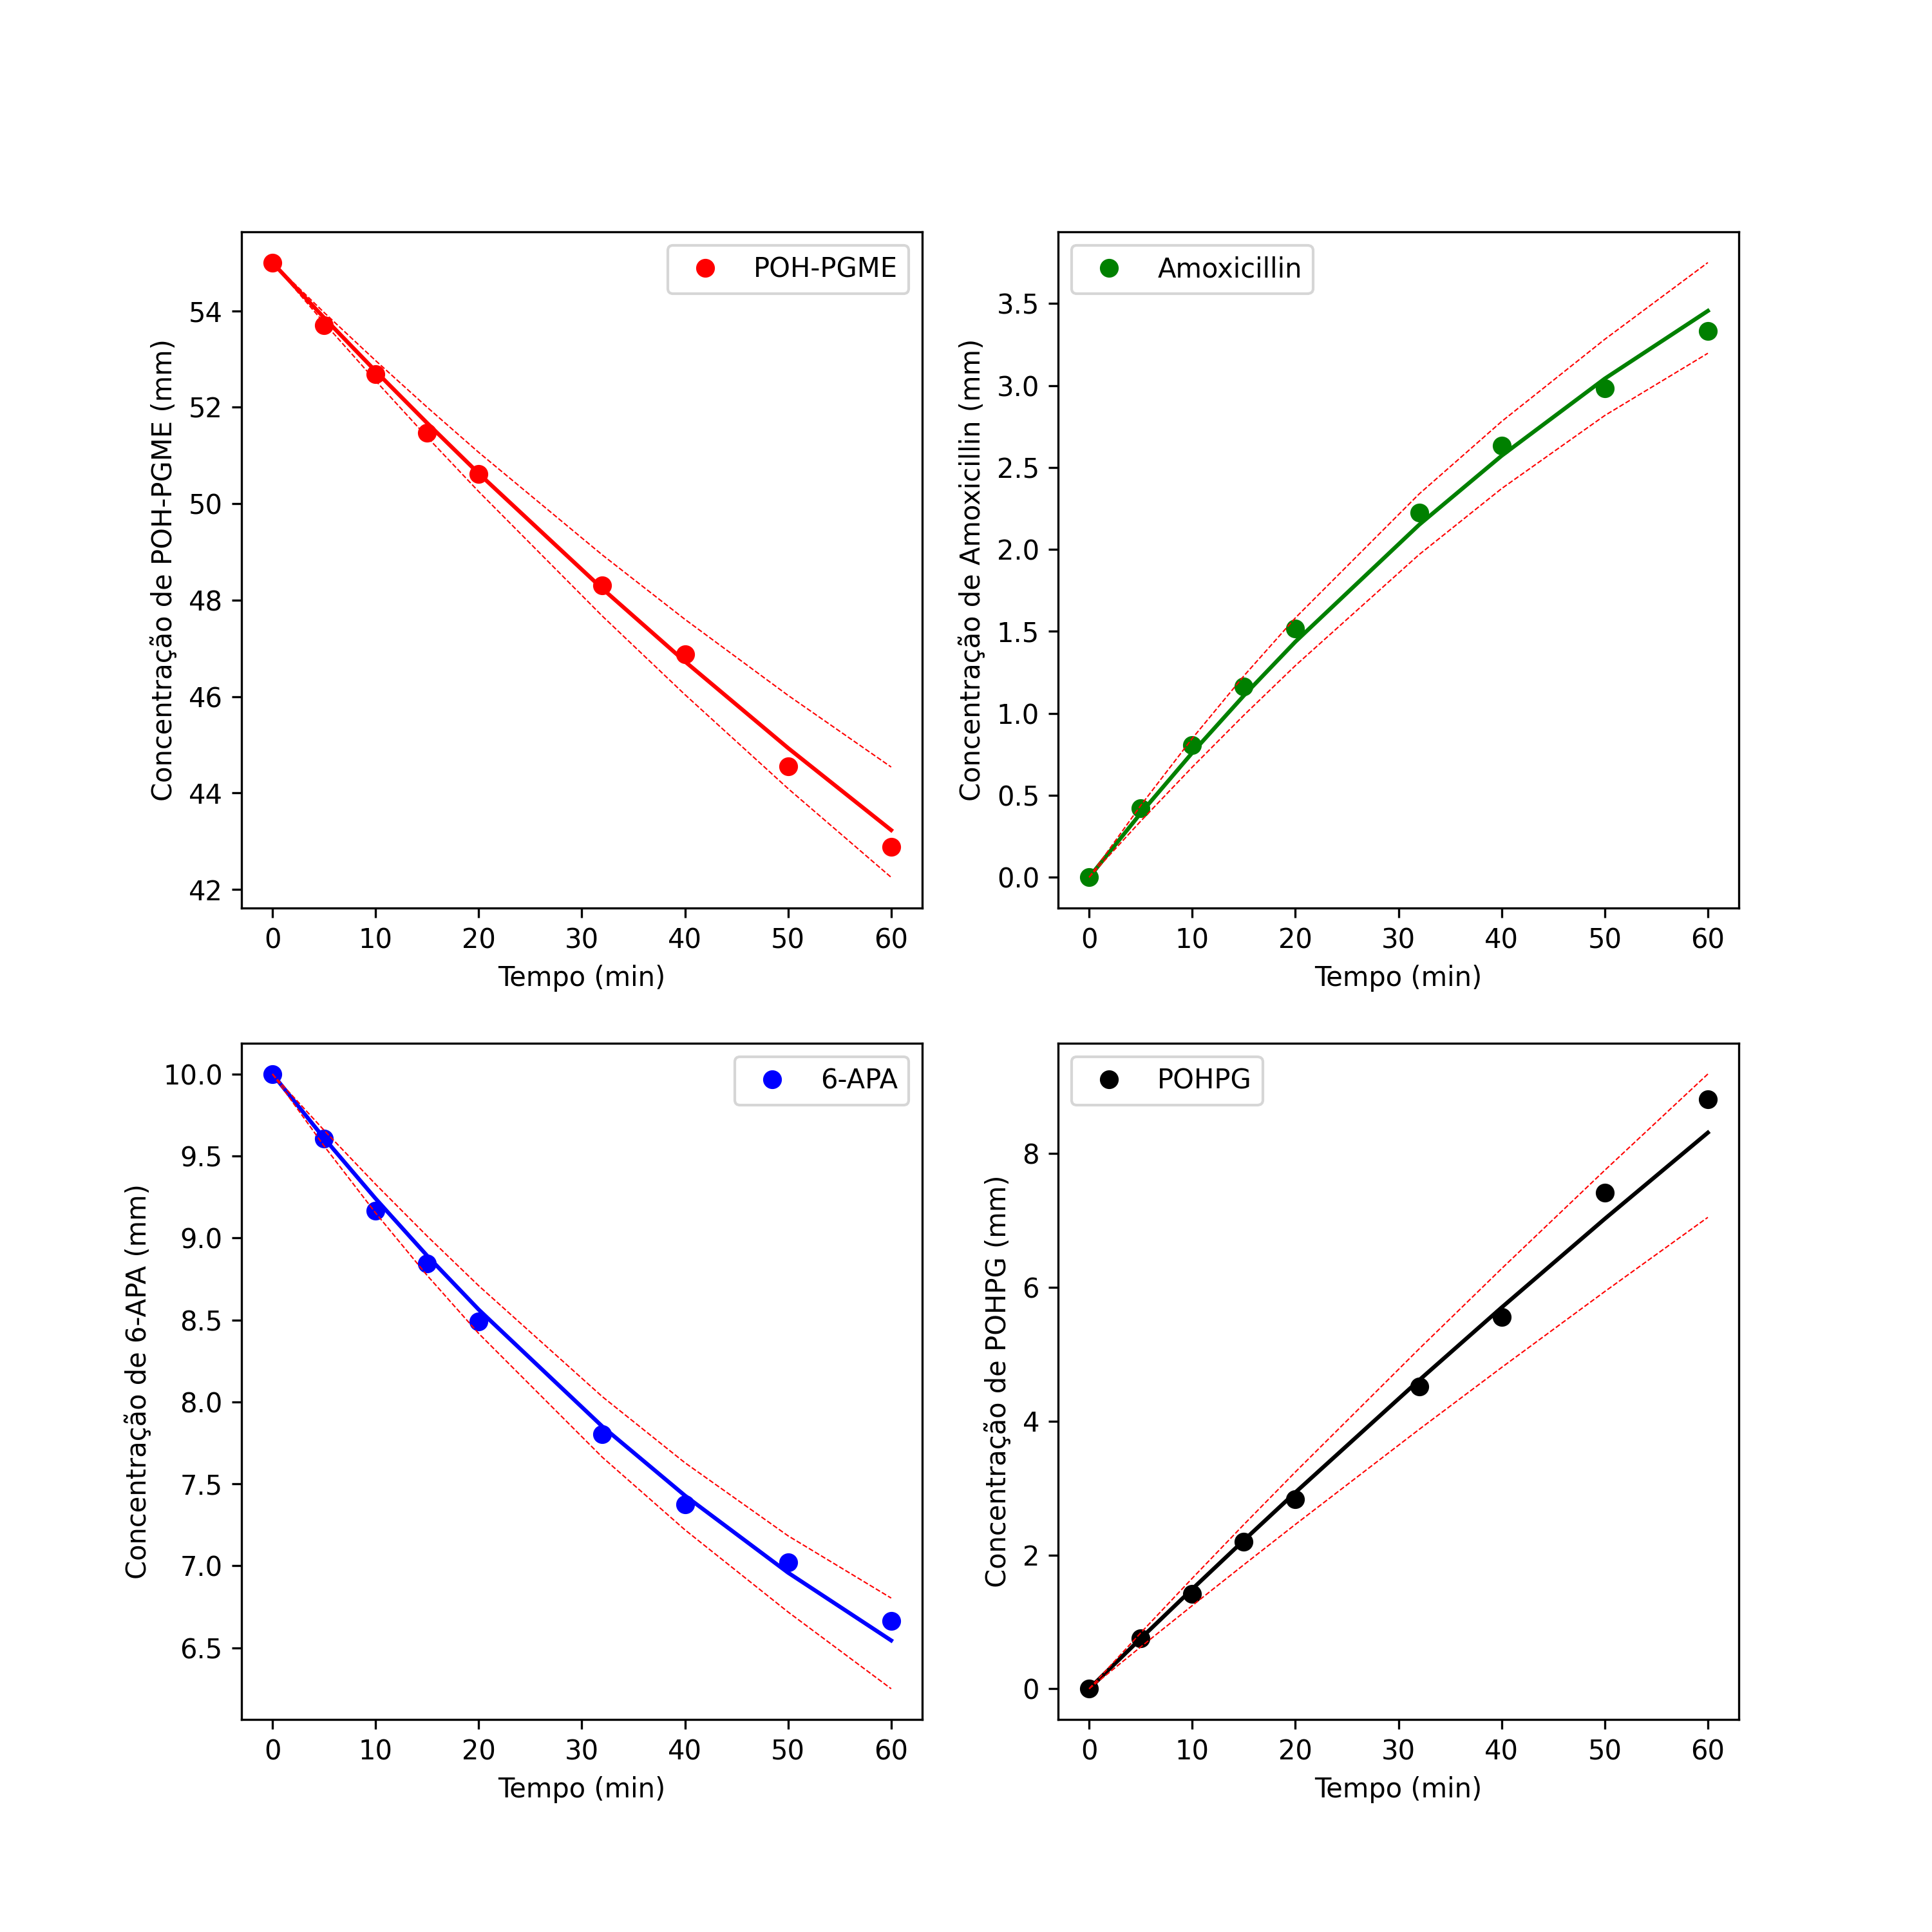 POH-PGME
Concentração de POH-PGME (mm)
54
52
50
48
46
44
42
0 10 20 30 40 50 60
Tempo (min)
Amoxicillin
Concentração de Amoxicillin (mm)
3.5
3.0
2.5
2.0
1.5
1.0
0.5
0.0
0 10 20 30 40 50 60
Tempo (min)
6-APA
Concentração de 6-APA (mm)
10.0
9.5
9.0
8.5
8.0
7.5
7.0
6.5
0 10 20 30 40 50 60
Tempo (min)
POHPG
Concentração de POHPG (mm)
8
6
4
2
0
0 10 20 30 40 50 60
Tempo (min)